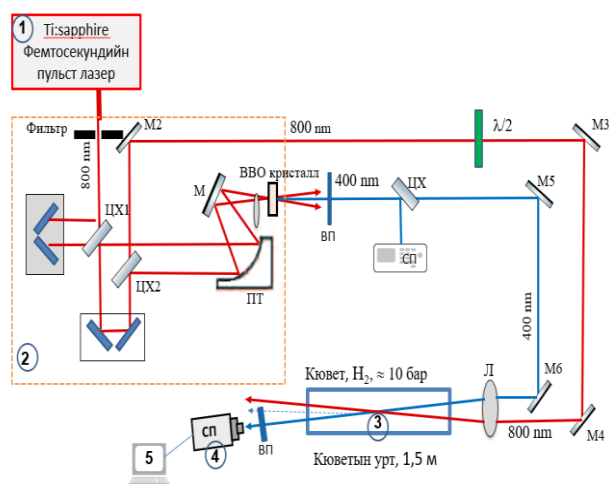 1
Ti:sapphire
Фемтосекундийн
пульст лазер
Фильтр
M2
800 nm
λ/2
M3
800 nm
BBO кристалл
M
400 nm
ЦХ
M5
ЦХ1
ВП
СП
ЦХ2
ПТ
400 nm
2
Кювет, H₂, ≈ 10 бар
Л
M6
3
800 nm
M4
СП
4
ВП
5
Кюветын урт, 1,5 м